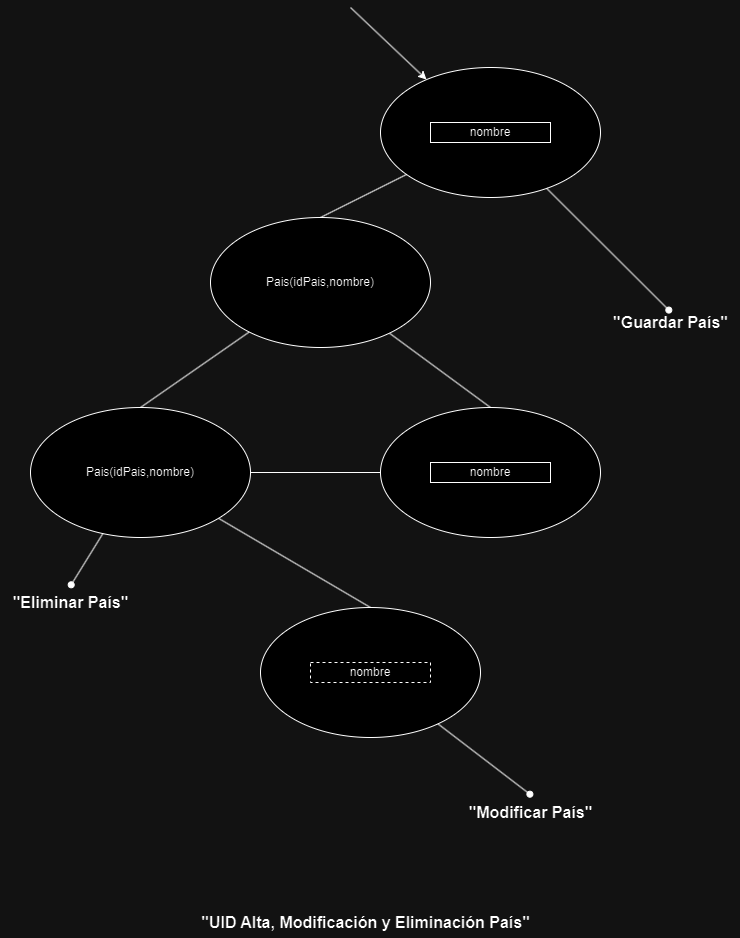 nombre
Pais(idPais,nombre)
"Guardar País"
Pais(idPais,nombre)
nombre
"Eliminar País"
nombre
"Modificar País"
"UID Alta, Modificación y Eliminación País"